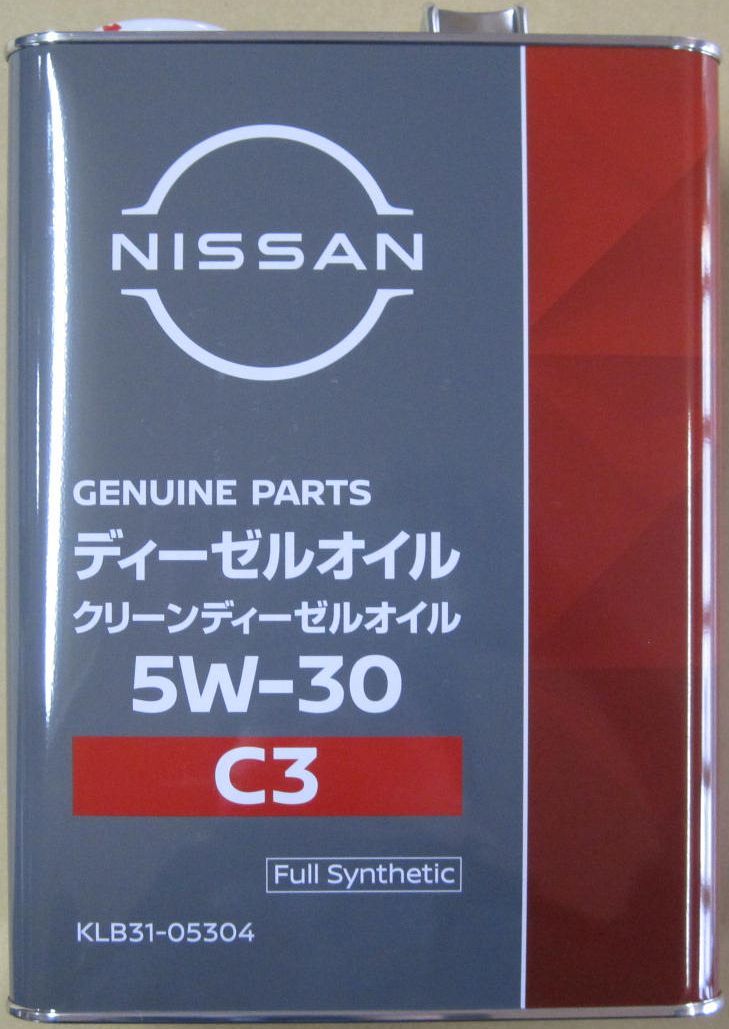 NISSAN
GENUINE PARTS
ディーゼルオイル
クリーンディーゼルオイル
5W-30
C3
Full Synthetic
KLB31-05304